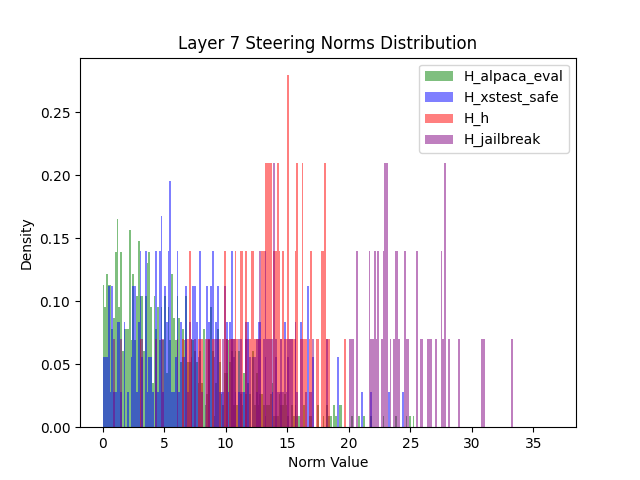 Layer 7 Steering Norms Distribution
H_alpaca_eval
H_xstest_safe
H_h
H_jailbreak
Density
0.25
0.20
0.15
0.10
0.05
0.00
0 5 10 15 20 25 30 35
Norm Value